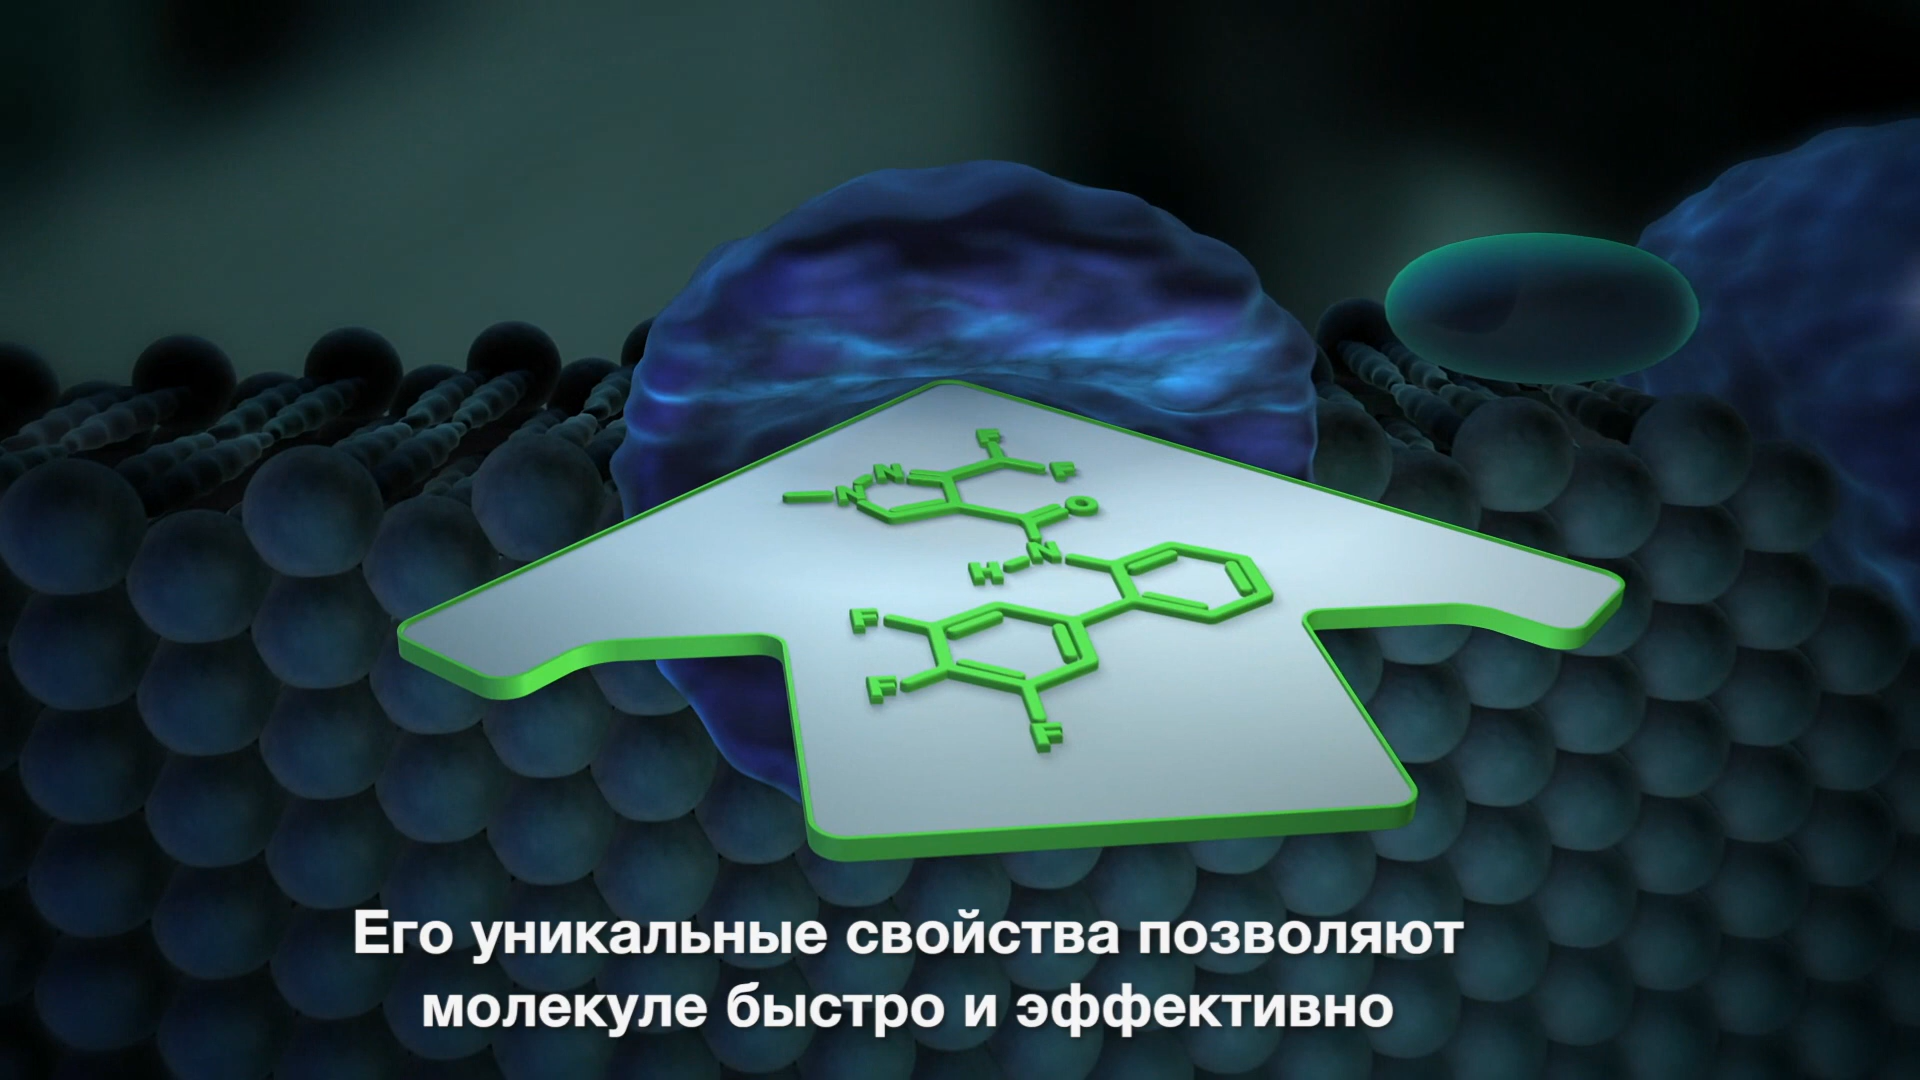 F
N
F
N
O
N
H
F
F
F
Его уникальные свойства позволяют
молекуле быстро и эффективно